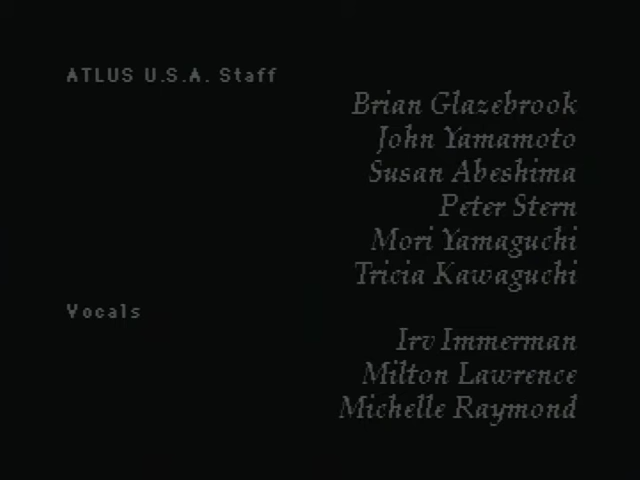 ATLUS U.S.A. Staff
Brian Glazebrook
John Yamamoto
Susan Abeshima
Peter Stern
Mori Yamaguchi
Tricia Kawaguchi
Vocals
Irv Immerman
Milton Lawrence
Michelle Raymond